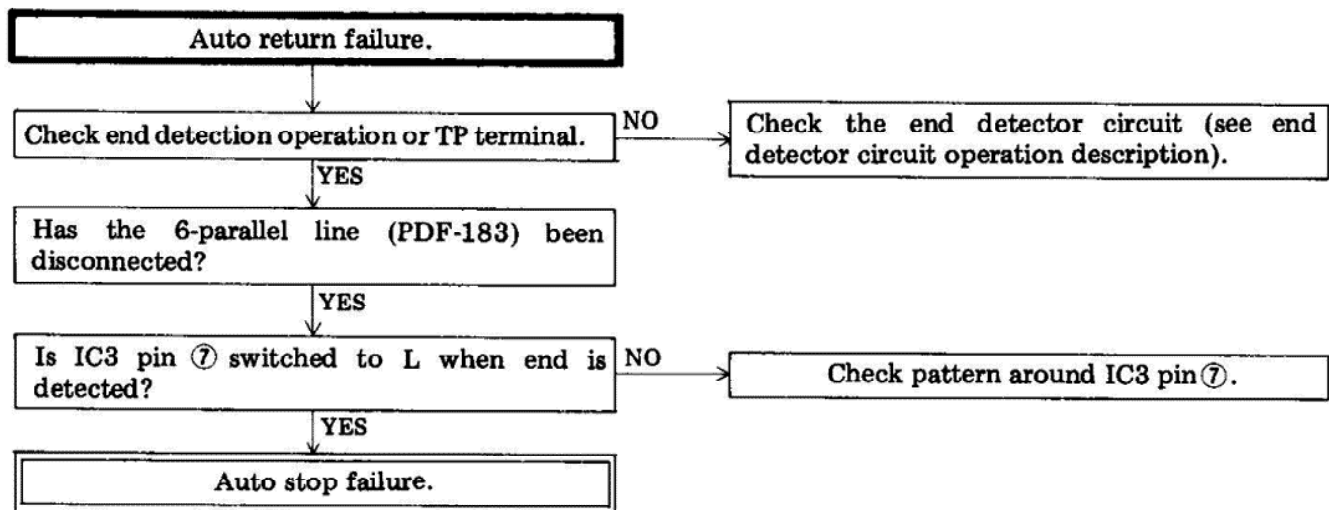 Auto return failure.
Check end detection operation or TP terminal.
NO
Check the end detector circuit (see end
detector circuit operation description).
YES
Has the 6-parallel line (PDF-183) been
disconnected?
YES
Is IC3 pin ⑦ switched to L when end is
detected?
NO
Check pattern around IC3 pin ⑦.
YES
Auto stop failure.